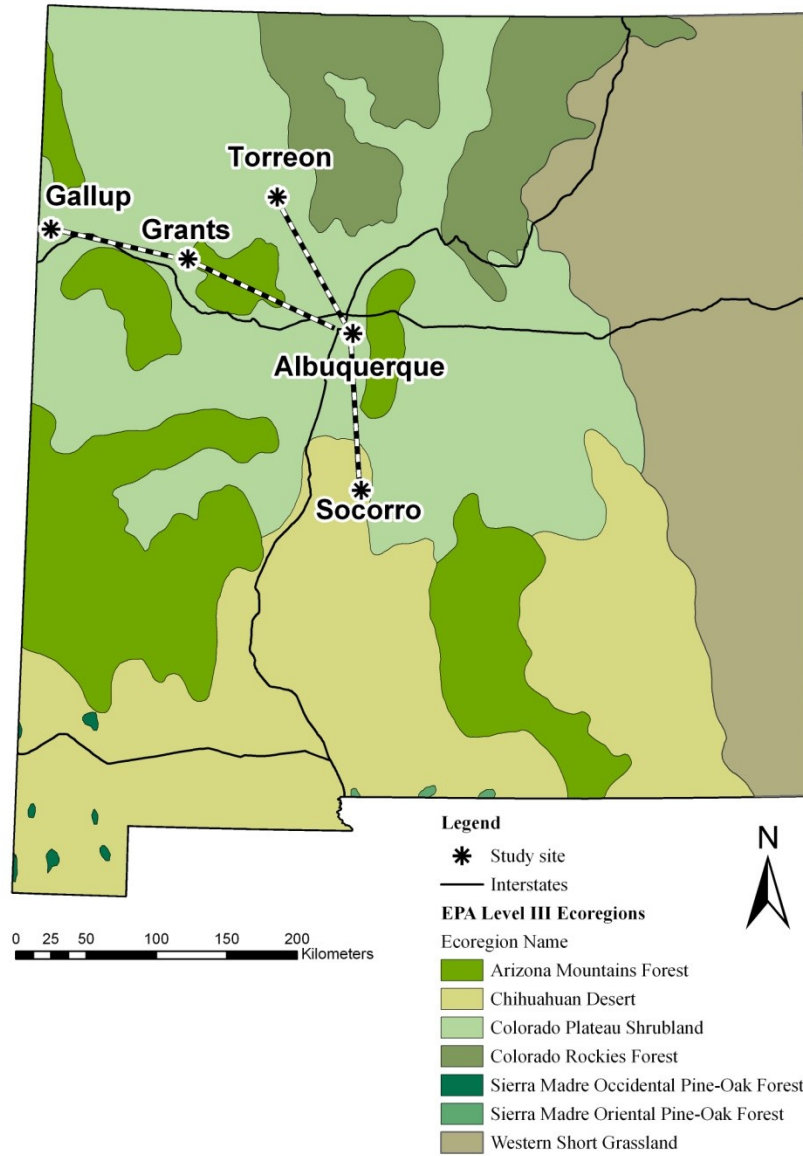 Torreon
Gallup
Grants
Albuquerque
Socorro
Legend
Study site
Interstates
EPA Level III Ecoregions
Ecoregion Name
Arizona Mountains Forest
Chihuahuan Desert
Colorado Plateau Shrubland
Colorado Rockies Forest
Sierra Madre Occidental Pine-Oak Forest
Sierra Madre Oriental Pine-Oak Forest
Western Short Grassland
N
0 25 50 100 150 200
Kilometers